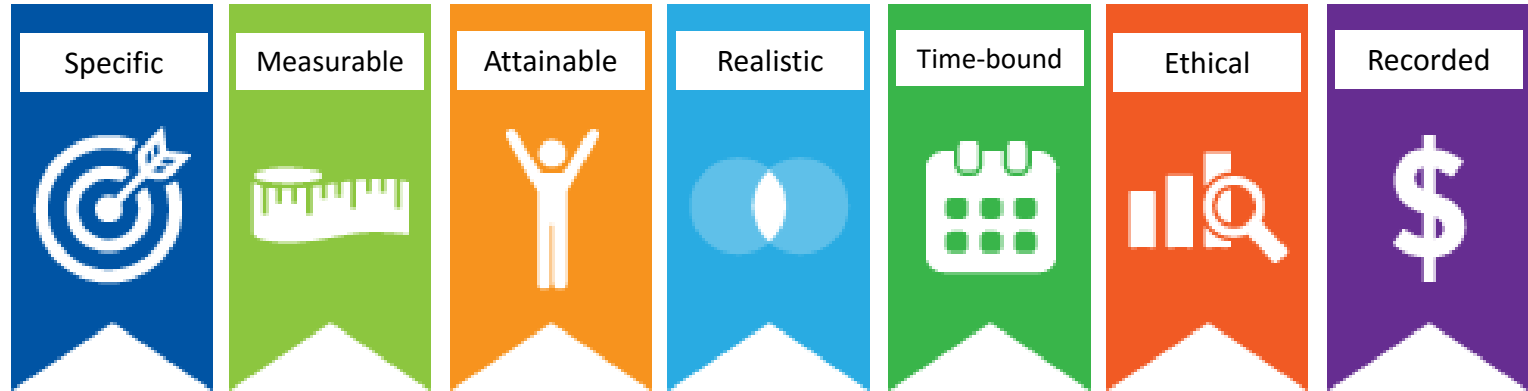 Specific
Measurable
Attainable
Realistic
Time-bound
Ethical
Recorded
$